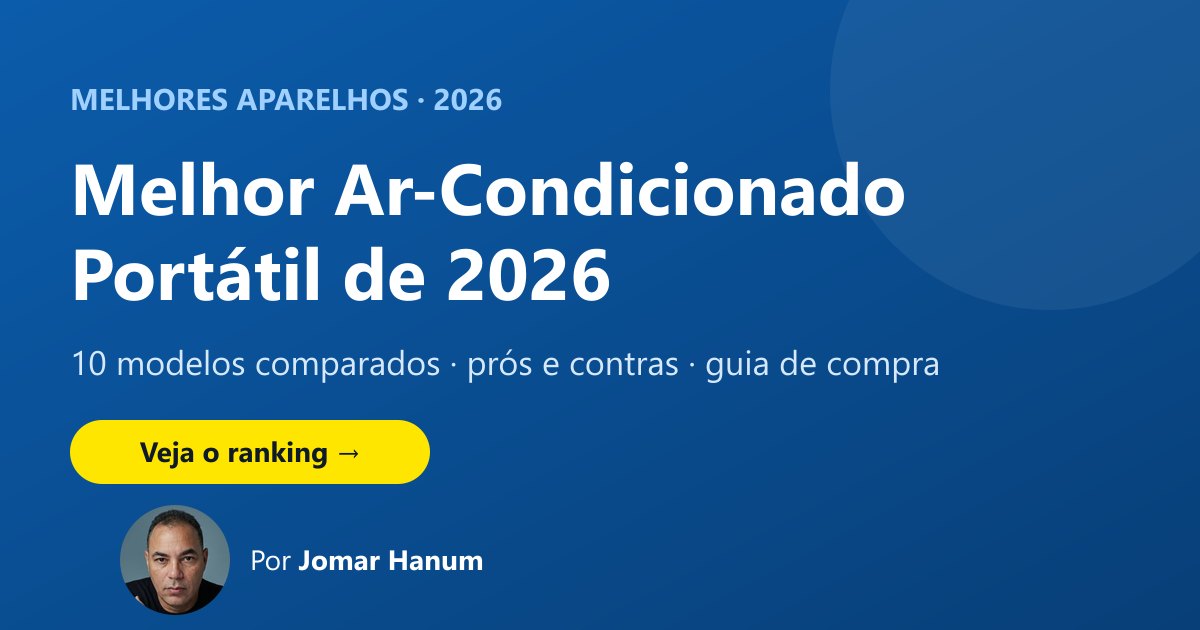 MELHORES APARELHOS · 2026
Melhor Ar-Condicionado
Portátil de 2026
10 modelos comparados · prós e contras · guia de compra
Veja o ranking →
Por Jomar Hanum